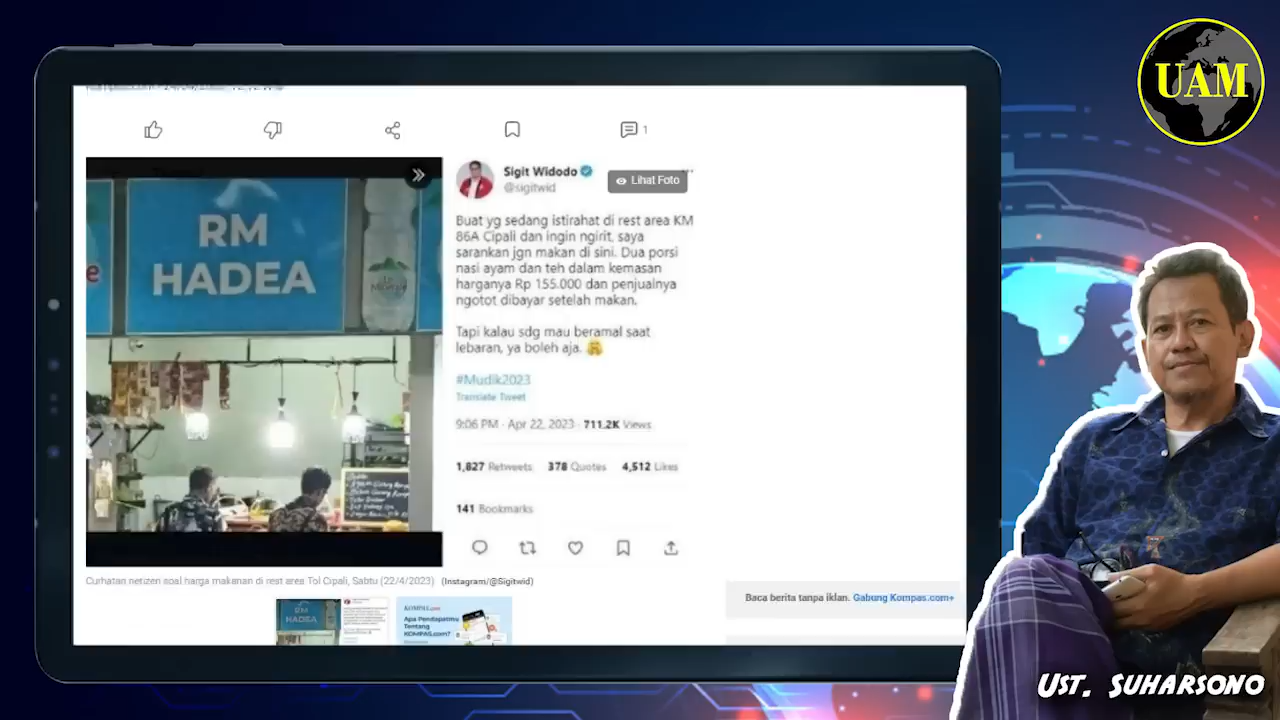 UAM
1
RM
HADEA
e
Le Minerale
Sigit Widodo
@sigitwid
Lihat Foto
Buat yg sedang istirahat di rest area KM
86A Cipali dan ingin ngirit, saya
sarankan jgn makan di sini. Dua porsi
nasi ayam dan teh dalam kemasan
harganya Rp 155.000 dan penjualnya
ngotot dibayar setelah makan.
Tapi kalau sdg mau beramal saat
lebaran, ya boleh aja.
#Mudik2023
Translate Tweet
9:06 PM · Apr 22, 2023 · 711.2K Views
1,827 Retweets 378 Quotes 4,512 Likes
141 Bookmarks
Curhatan netizen soal harga makanan di rest area Tol Cipali, Sabtu (22/4/2023) (Instagram/@Sigitwid)
Baca berita tanpa iklan. Gabung Kompas.com+
RM
HADEA
KOMPAS.com
Apa Pendapatmu
Tentang
KOMPAS.com?
UST. SUHARSONO